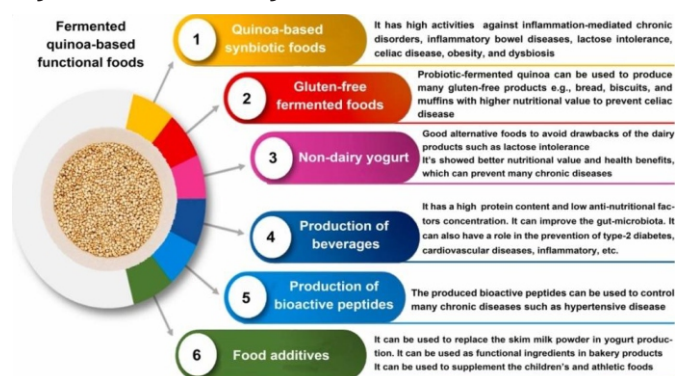 Fermented
quinoa-based
functional foods
1
Quinoa-based
synbiotic foods
It has high activities against inflammation-mediated chronic
disorders, inflammatory bowel diseases, lactose intolerance,
celiac disease, obesity, and dysbiosis
2
Gluten-free
fermented foods
Probiotic-fermented quinoa can be used to produce
many gluten-free products e.g., bread, biscuits, and
muffins with higher nutritional value to prevent celiac
disease
3
Non-dairy yogurt
Good alternative foods to avoid drawbacks of the dairy
products such as lactose intolerance
It's showed better nutritional value and health benefits,
which can prevent many chronic diseases
4
Production of
beverages
It has a high protein content and low anti-nutritional fac-
tors concentration. It can improve the gut-microbiota. It
can also have a role in the prevention of type-2 diabetes,
cardiovascular diseases, inflammatory, etc.
5
Production of
bioactive peptides
The produced bioactive peptides can be used to control
many chronic diseases such as hypertensive disease
6
Food additives
It can be used to replace the skim milk powder in yogurt produc-
tion. It can be used as functional ingredients in bakery products
It can be used to supplement the children's and athletic foods